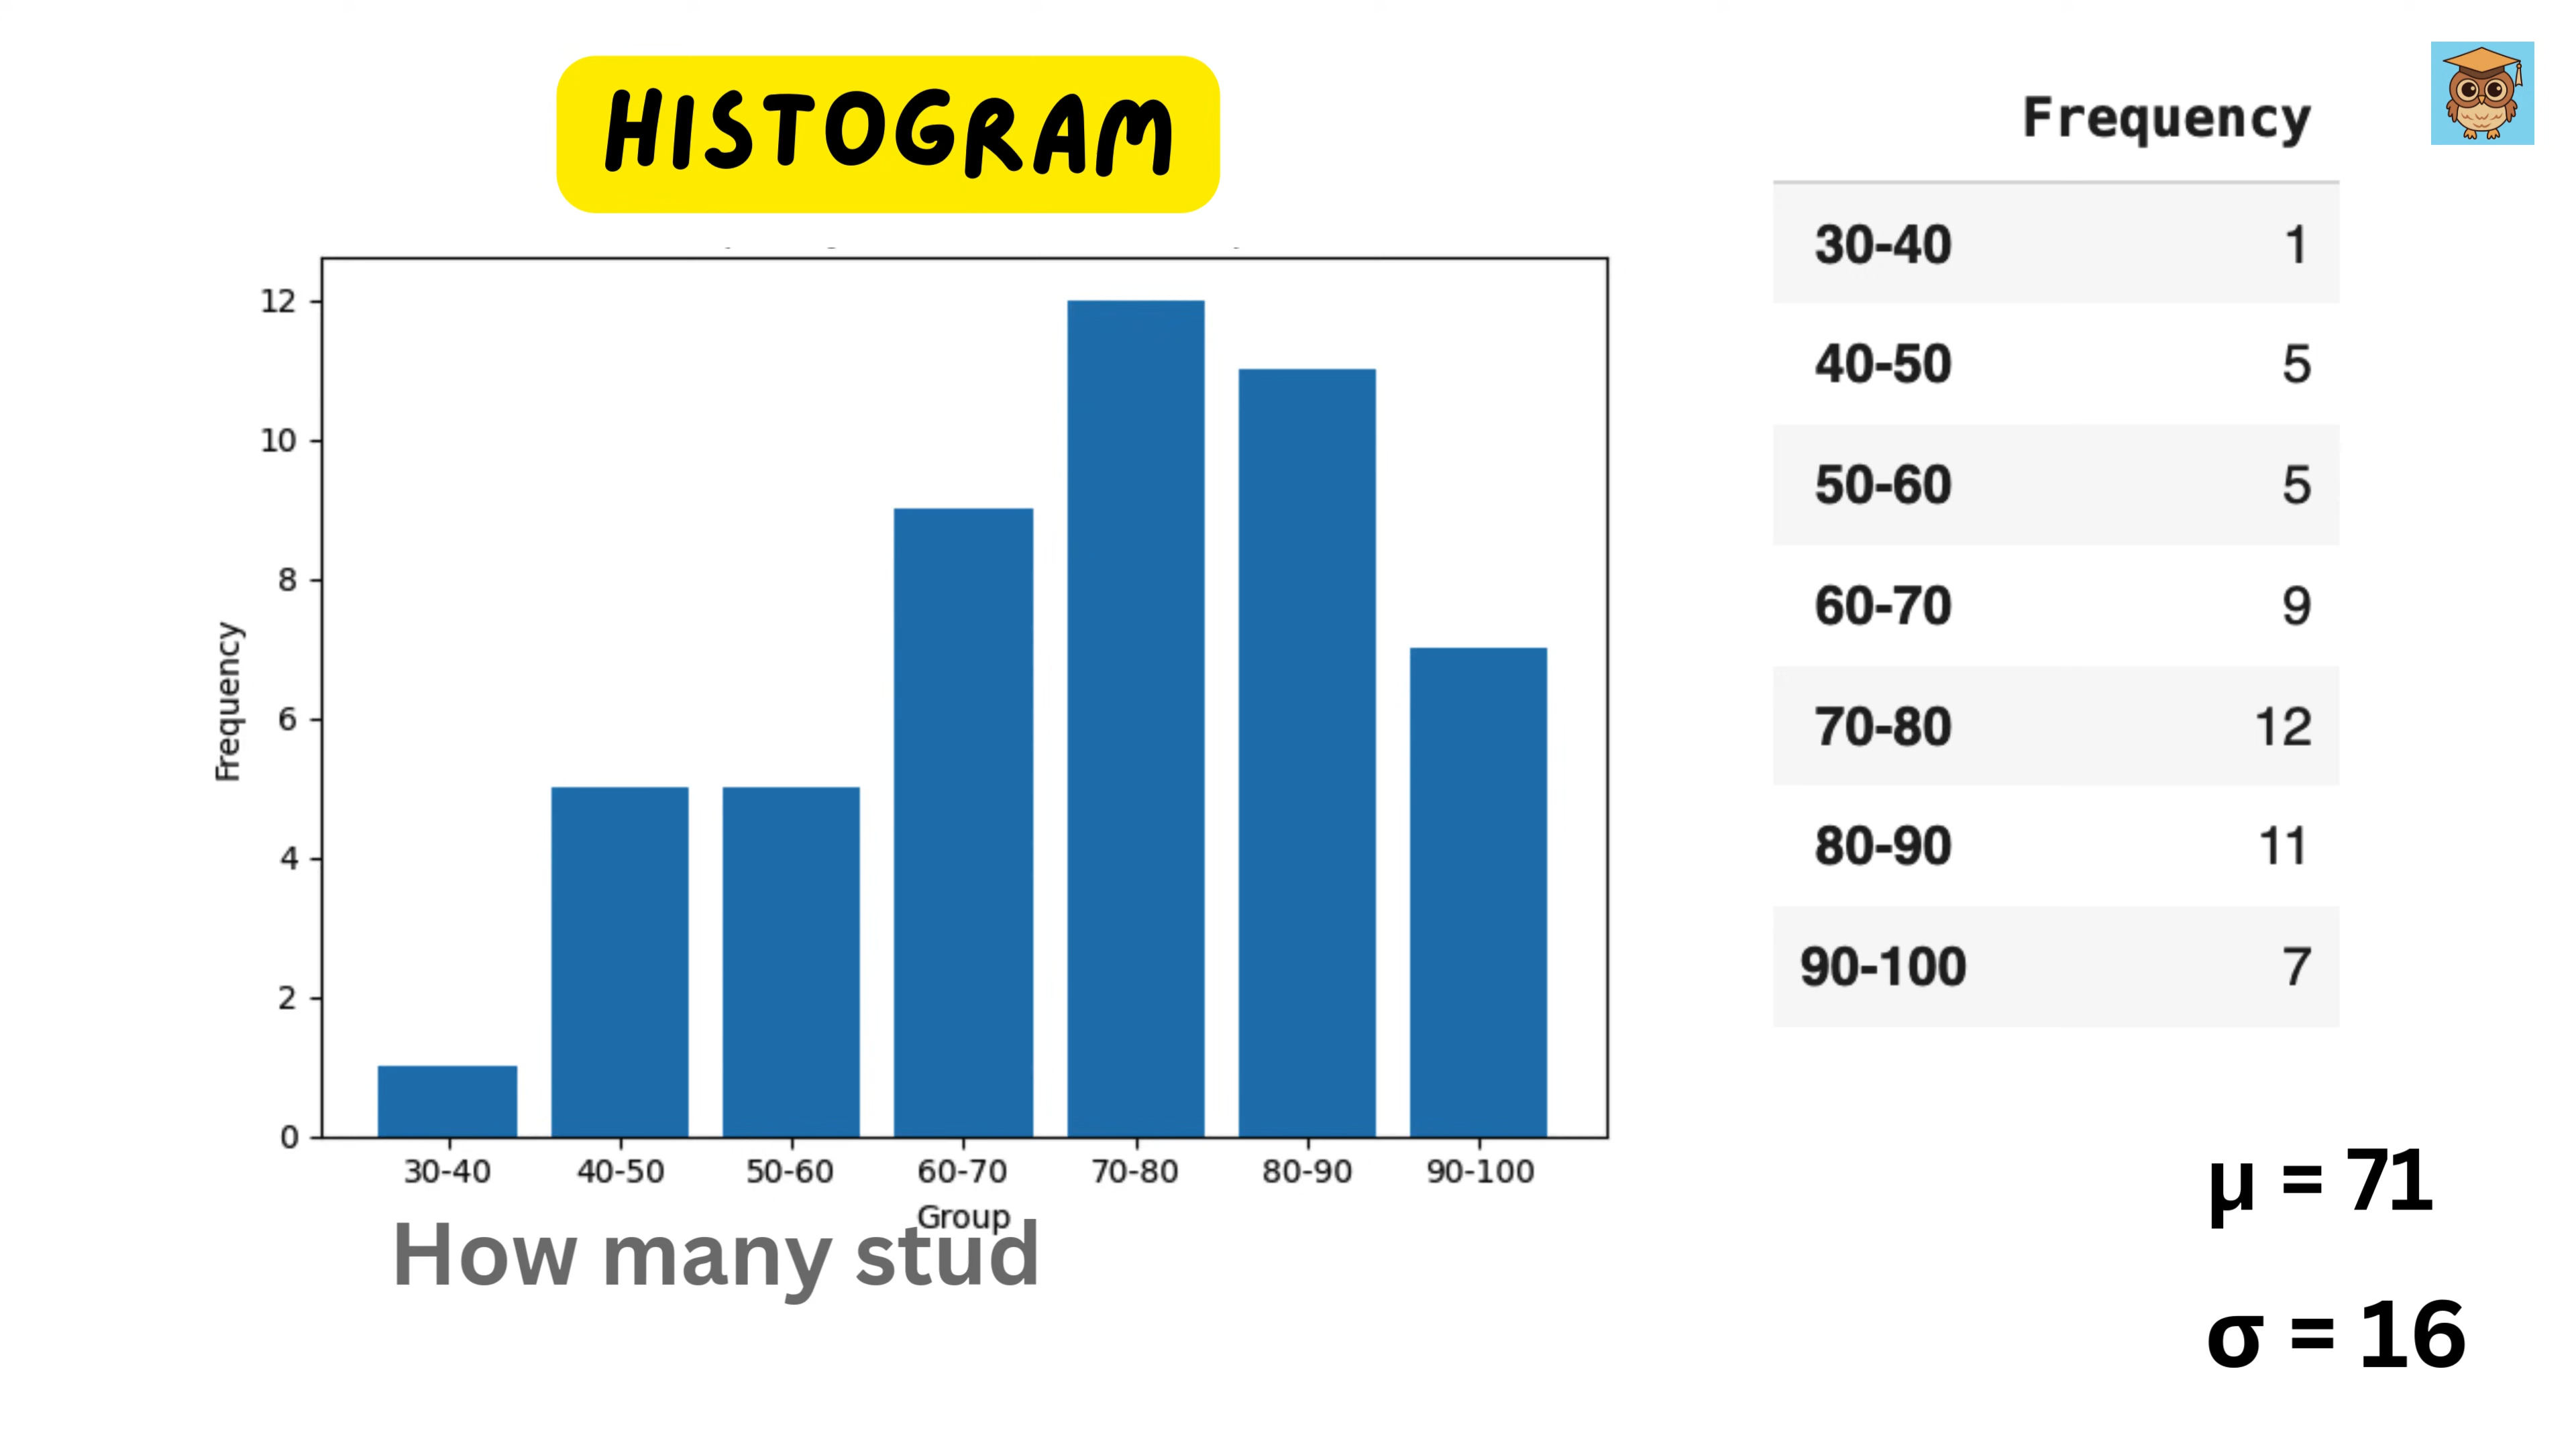 HISTOGRAM
12
10
8
6
4
2
0
Frequency
30-40 40-50 50-60 60-70 70-80 80-90 90-100
Group
How many stud
Frequency
30-40 1
40-50 5
50-60 5
60-70 9
70-80 12
80-90 11
90-100 7
μ = 71
σ = 16